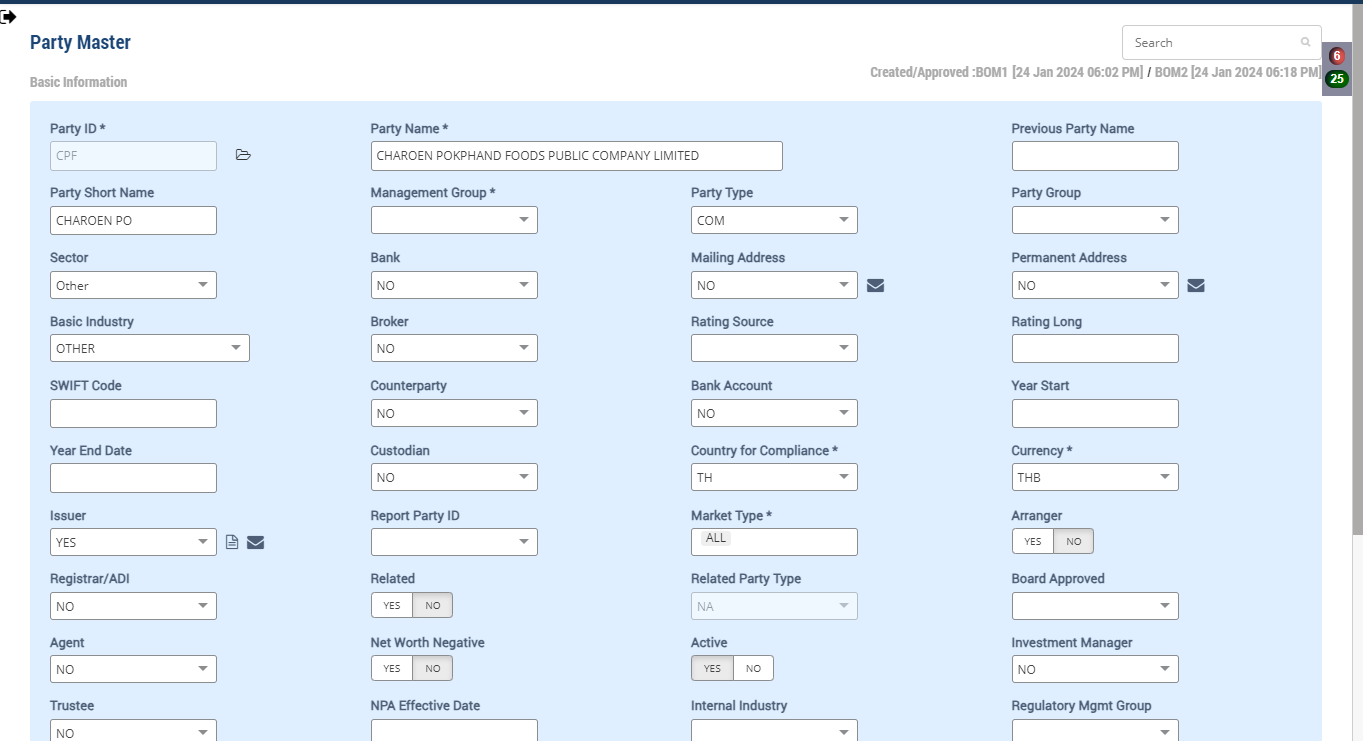 Party Master
Search
6
Basic Information
Created/Approved :BOM1 [24 Jan 2024 06:02 PM] / BOM2 [24 Jan 2024 06:18 PM]
25
Party ID * Party Name * Previous Party Name
CPF CHAROEN POKPHAND FOODS PUBLIC COMPANY LIMITED
Party Short Name Management Group * Party Type Party Group
CHAROEN PO COM
Sector Bank Mailing Address Permanent Address
Other NO NO NO
Basic Industry Broker Rating Source Rating Long
OTHER NO
SWIFT Code Counterparty Bank Account Year Start
NO NO
Year End Date Custodian Country for Compliance * Currency *
NO TH THB
Issuer Report Party ID Market Type * Arranger
YES ALL YES NO
Registrar/ADI Related Related Party Type Board Approved
NO YES NO NA
Agent Net Worth Negative Active Investment Manager
NO YES NO YES NO NO
Trustee NPA Effective Date Internal Industry Regulatory Mgmt Group
NO